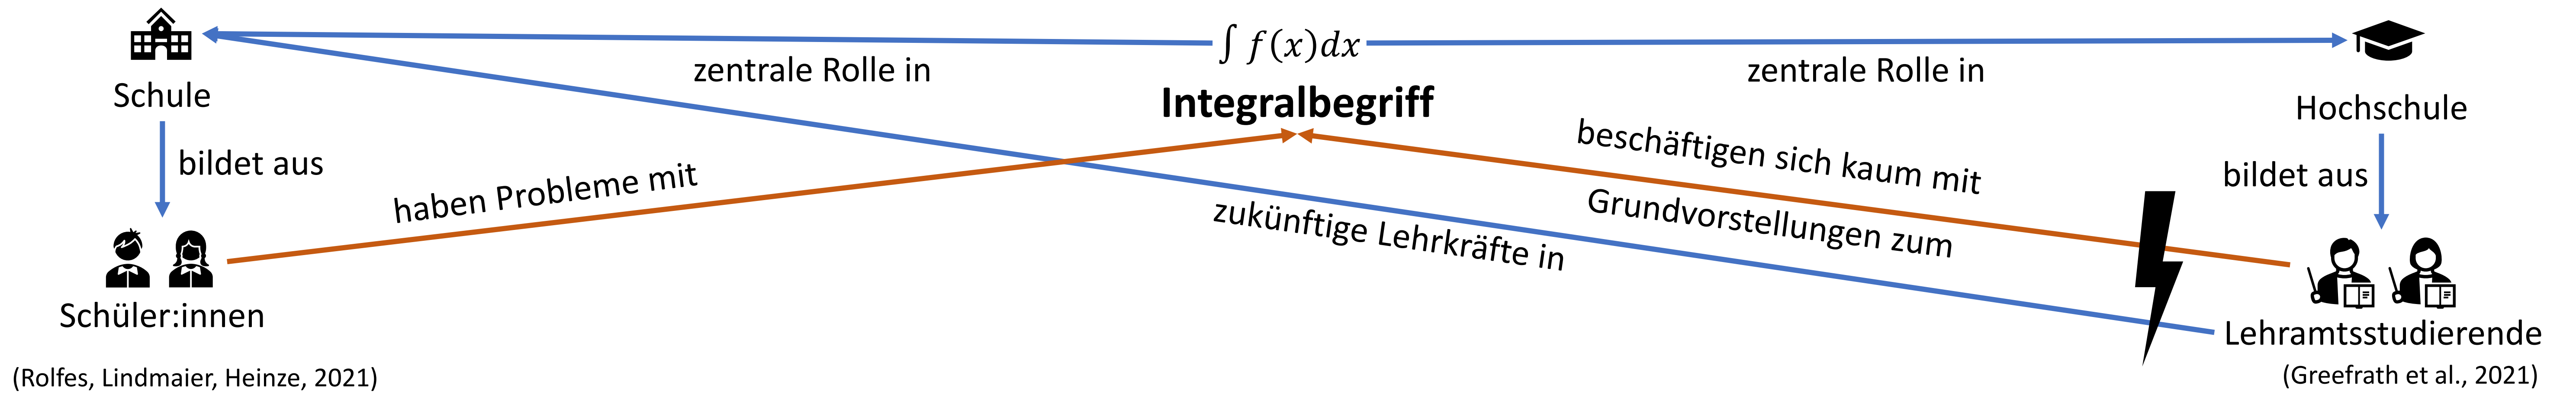 ∫ f(x)dx
zentrale Rolle in
zentrale Rolle in
Schule
Integralbegriff
Hochschule
bildet aus
haben Probleme mit
beschäftigen sich kaum mit
Grundvorstellungen zum
zukünftige Lehrkräfte in
bildet aus
Schüler:innen
Lehramtsstudierende
(Rolfes, Lindmaier, Heinze, 2021)
(Greefrath et al., 2021)